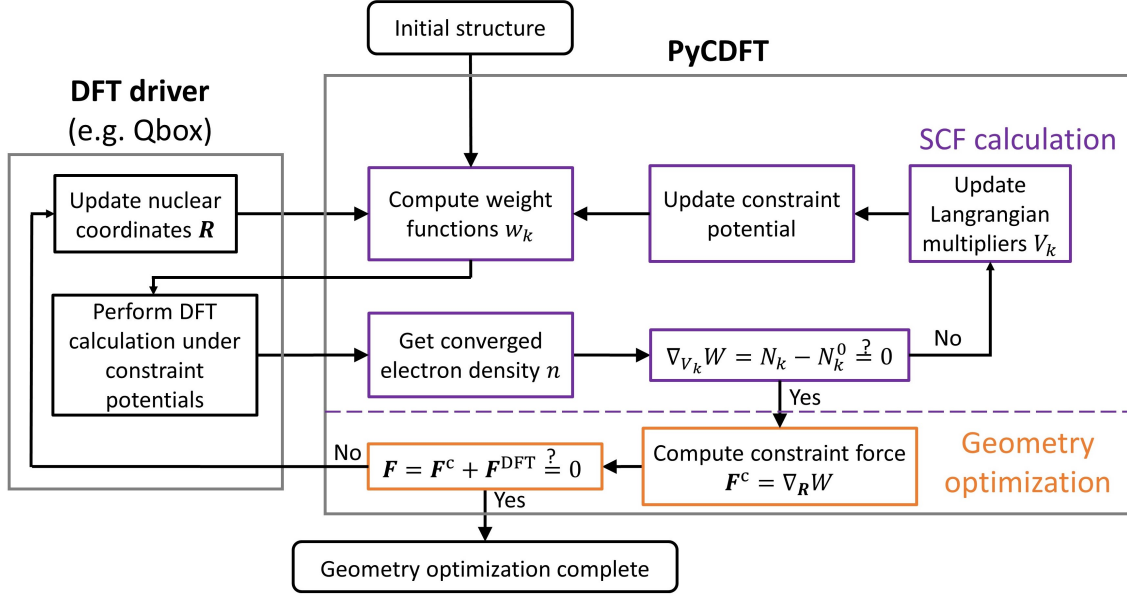 Initial structure
PyCDFT
DFT driver
(e.g. Qbox)
SCF calculation
Update nuclear
coordinates R
Compute weight
functions w_k
Update constraint
potential
Update
Langrangian
multipliers V_k
Perform DFT
calculation under
constraint
potentials
Get converged
electron density n
∇_{V_k} W = N_k − N_k^0 ≟ 0
No
Yes
Geometry
optimization
Compute constraint force
F^c = ∇_R W
F = F^c + F^DFT ≟ 0
No
Yes
Geometry optimization complete